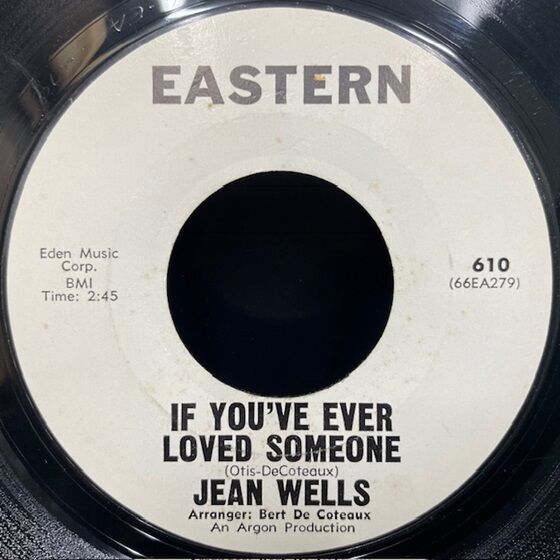 EASTERN
Eden Music
Corp.
BMI
Time: 2:45
610
(66EA279)
IF YOU'VE EVER
LOVED SOMEONE
(Otis-DeCoteaux)
JEAN WELLS
Arranger: Bert De Coteaux
An Argon Production